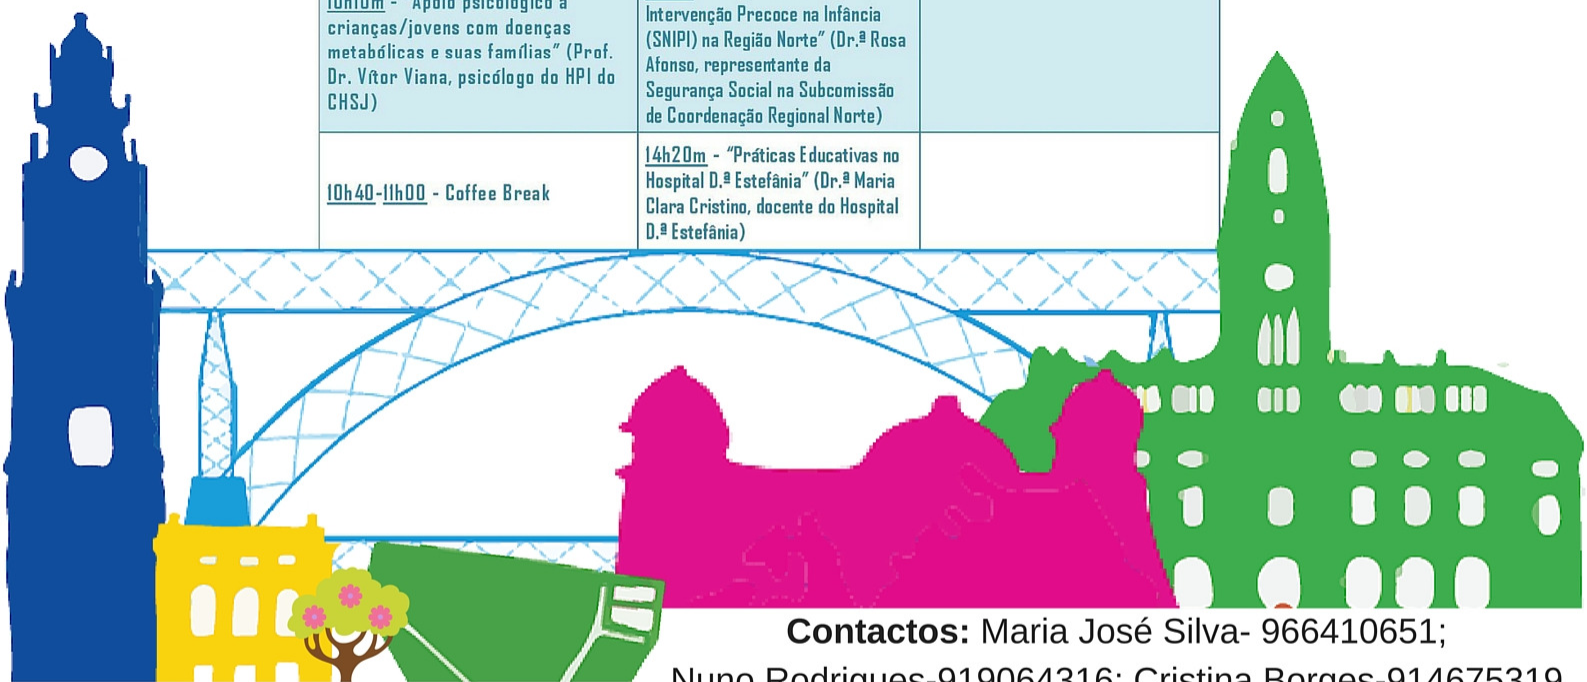 10h10m - "Apoio psicológico a
crianças/jovens com doenças
metabólicas e suas famílias" (Prof.
Dr. Vítor Viana, psicólogo do HPI do
CHSJ)
Intervenção Precoce na Infância
(SNIPI) na Região Norte" (Dr.ª Rosa
Afonso, representante da
Segurança Social na Subcomissão
de Coordenação Regional Norte)
10h40-11h00 - Coffee Break
14h20m - "Práticas Educativas no
Hospital D.ª Estefânia" (Dr.ª Maria
Clara Cristino, docente do Hospital
D.ª Estefânia)
Contactos: Maria José Silva- 966410651;
Nuno Rodrigues-919064316; Cristina Borges-914675319